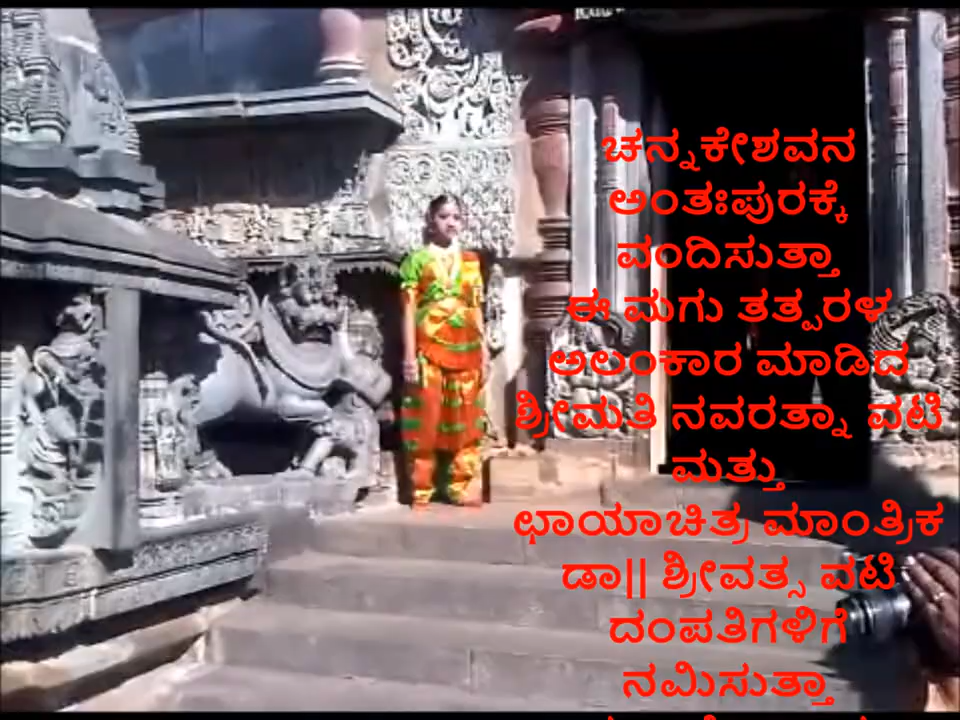 ಚನ್ನಕೇಶವನ
ಅಂತಃಪುರಕ್ಕೆ
ವಂದಿಸುತ್ತಾ
ಈ ಮಗು ತತ್ಪರಳ
ಅಲಂಕಾರ ಮಾಡಿದ
ಶ್ರೀಮತಿ ನವರತ್ನಾ ವಟಿ
ಮತ್ತು
ಛಾಯಾಚಿತ್ರ ಮಾಂತ್ರಿಕ
ಡಾ|| ಶ್ರೀವತ್ಸ ವಟಿ
ದಂಪತಿಗಳಿಗೆ
ನಮಿಸುತ್ತಾ